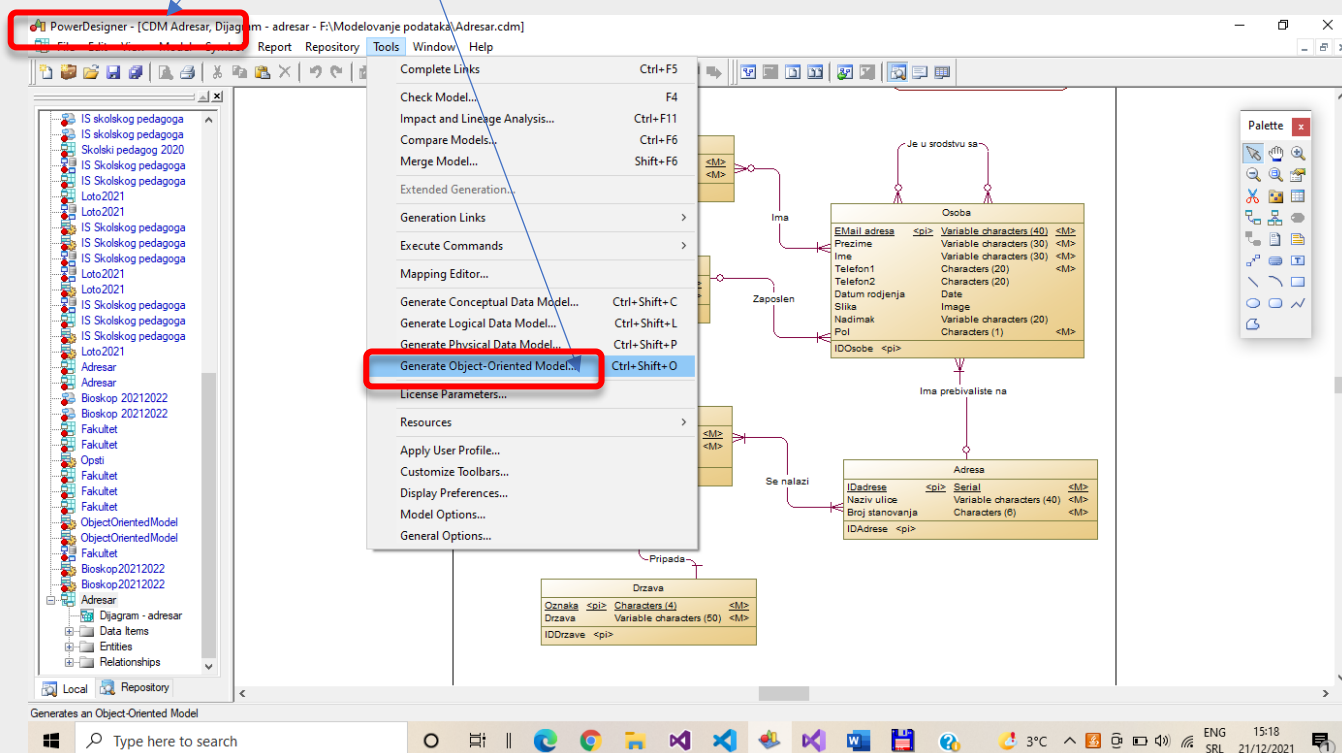 PowerDesigner - [CDM Adresar, Dijagram - adresar - F:\Modelovanje podataka\Adresar.cdm]
File Edit View Model Symbol Report Repository Tools Window Help
IS skolskog pedagoga
IS skolskog pedagoga
Skolski pedagog 2020
IS Skolskog pedagoga
IS Skolskog pedagoga
Loto2021
Loto2021
IS Skolskog pedagoga
IS Skolskog pedagoga
IS Skolskog pedagoga
Loto2021
Loto2021
IS Skolskog pedagoga
IS Skolskog pedagoga
IS Skolskog pedagoga
Loto2021
Adresar
Adresar
Bioskop 20212022
Bioskop 20212022
Fakultet
Fakultet
Opsti
Fakultet
Fakultet
Fakultet
ObjectOrientedModel
ObjectOrientedModel
Fakultet
Bioskop20212022
Bioskop20212022
Adresar
Dijagram - adresar
Data Items
Entities
Relationships
Local Repository
Complete Links Ctrl+F5
Check Model... F4
Impact and Lineage Analysis... Ctrl+F11
Compare Models... Ctrl+F6
Merge Model... Shift+F6
Extended Generation...
Generation Links
Execute Commands
Mapping Editor...
Generate Conceptual Data Model... Ctrl+Shift+C
Generate Logical Data Model... Ctrl+Shift+L
Generate Physical Data Model... Ctrl+Shift+P
Generate Object-Oriented Model... Ctrl+Shift+O
License Parameters...
Resources
Apply User Profile...
Customize Toolbars...
Display Preferences...
Model Options...
General Options...
<M>
<M>
Ima
Zaposlen
<M>
<M>
Se nalazi
Pripada
Je u srodstvu sa
Osoba
EMail adresa <pi> Variable characters (40) <M>
Prezime Variable characters (30) <M>
Ime Variable characters (30) <M>
Telefon1 Characters (20) <M>
Telefon2 Characters (20)
Datum rodjenja Date
Slika Image
Nadimak Variable characters (20)
Pol Characters (1) <M>
IDOsobe <pi>
Ima prebivaliste na
Adresa
IDadrese <pi> Serial <M>
Naziv ulice Variable characters (40) <M>
Broj stanovanja Characters (6) <M>
IDAdrese <pi>
Drzava
Oznaka <pi> Characters (4) <M>
Drzava Variable characters (50) <M>
IDDrzave <pi>
Palette
Generates an Object-Oriented Model
Type here to search
3°C
ENG
SRL
15:18
21/12/2021